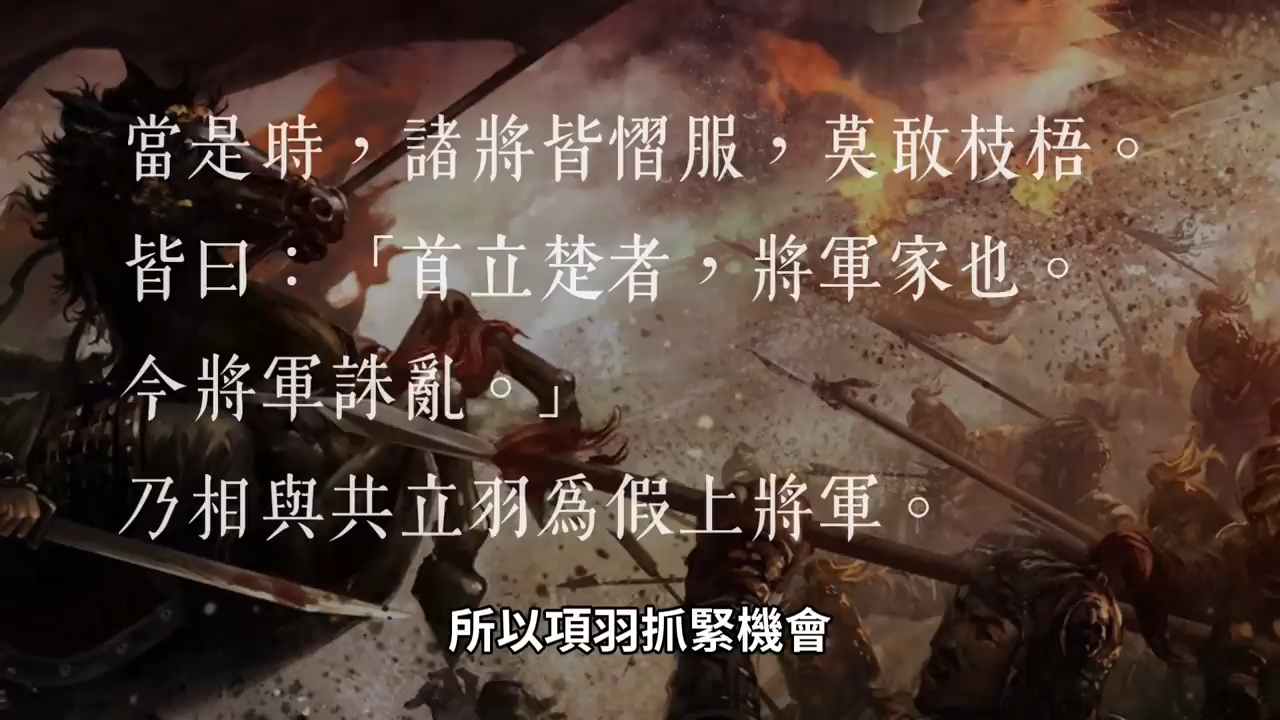 當是時，諸將皆慴服，莫敢枝梧。
皆曰：「首立楚者，將軍家也。
今將軍誅亂。」
乃相與共立羽為假上將軍。
所以項羽抓緊機會